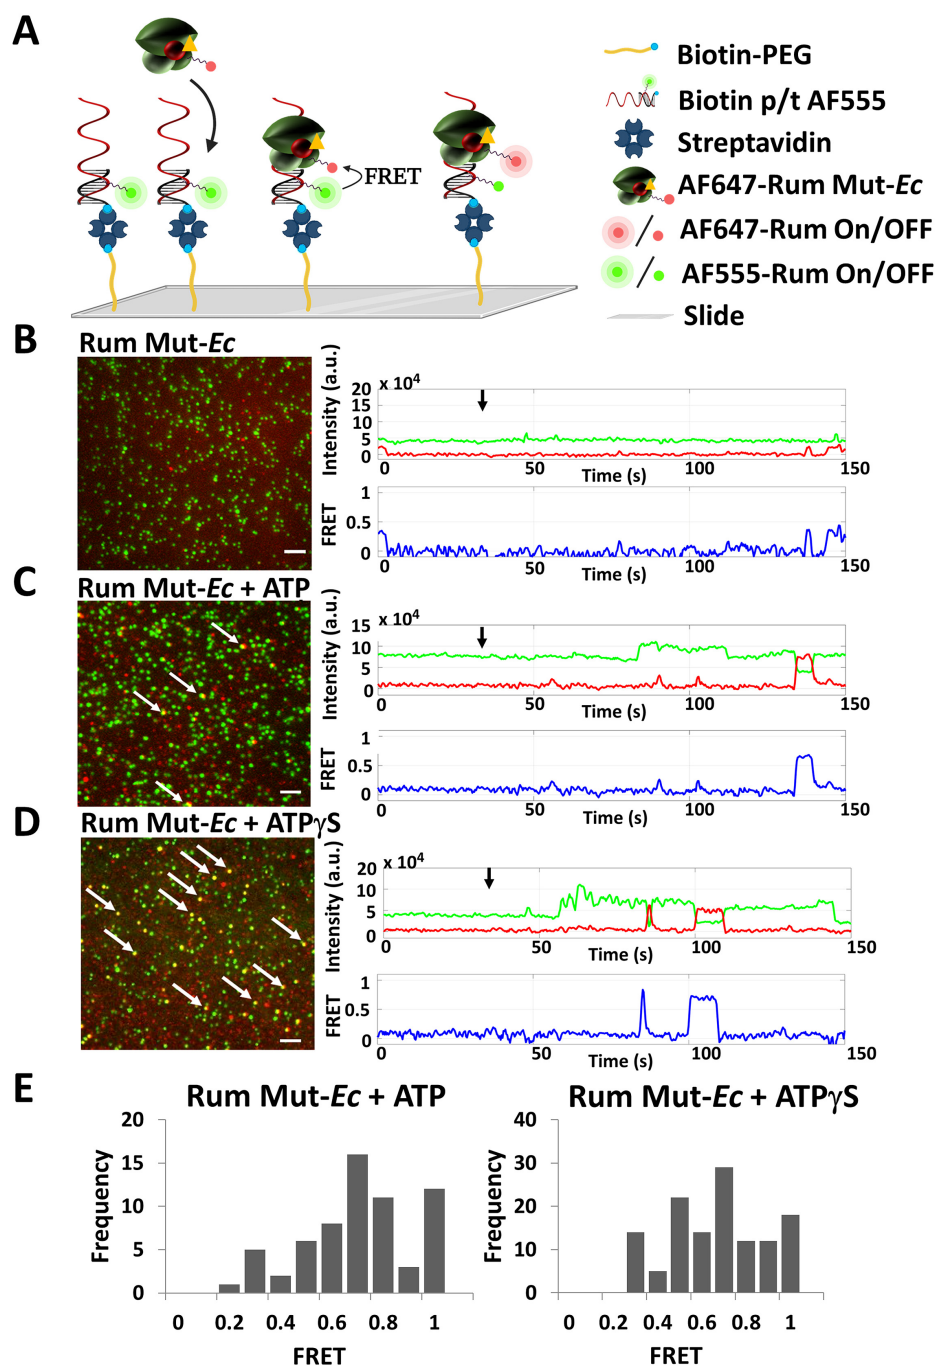 A
FRET
Biotin-PEG
Biotin p/t AF555
Streptavidin
AF647-Rum Mut-Ec
AF647-Rum On/OFF
AF555-Rum On/OFF
Slide
B
Rum Mut-Ec
Intensity (a.u.)
x 10⁴
20
15
10
5
0
0
50
100
150
Time (s)
FRET
1
0.5
0
0
50
100
150
Time (s)
C
Rum Mut-Ec + ATP
Intensity (a.u.)
x 10⁴
15
10
5
0
0
50
100
150
Time (s)
FRET
1
0.5
0
0
50
100
150
Time (s)
D
Rum Mut-Ec + ATPγS
Intensity (a.u.)
x 10⁴
20
10
5
0
0
50
100
150
Time (s)
FRET
1
0.5
0
0
50
100
150
Time (s)
E
Rum Mut-Ec + ATP
Frequency
20
15
10
5
0
0 0.2 0.4 0.6 0.8 1
FRET
Rum Mut-Ec + ATPγS
Frequency
40
30
20
10
0
0 0.2 0.4 0.6 0.8 1
FRET